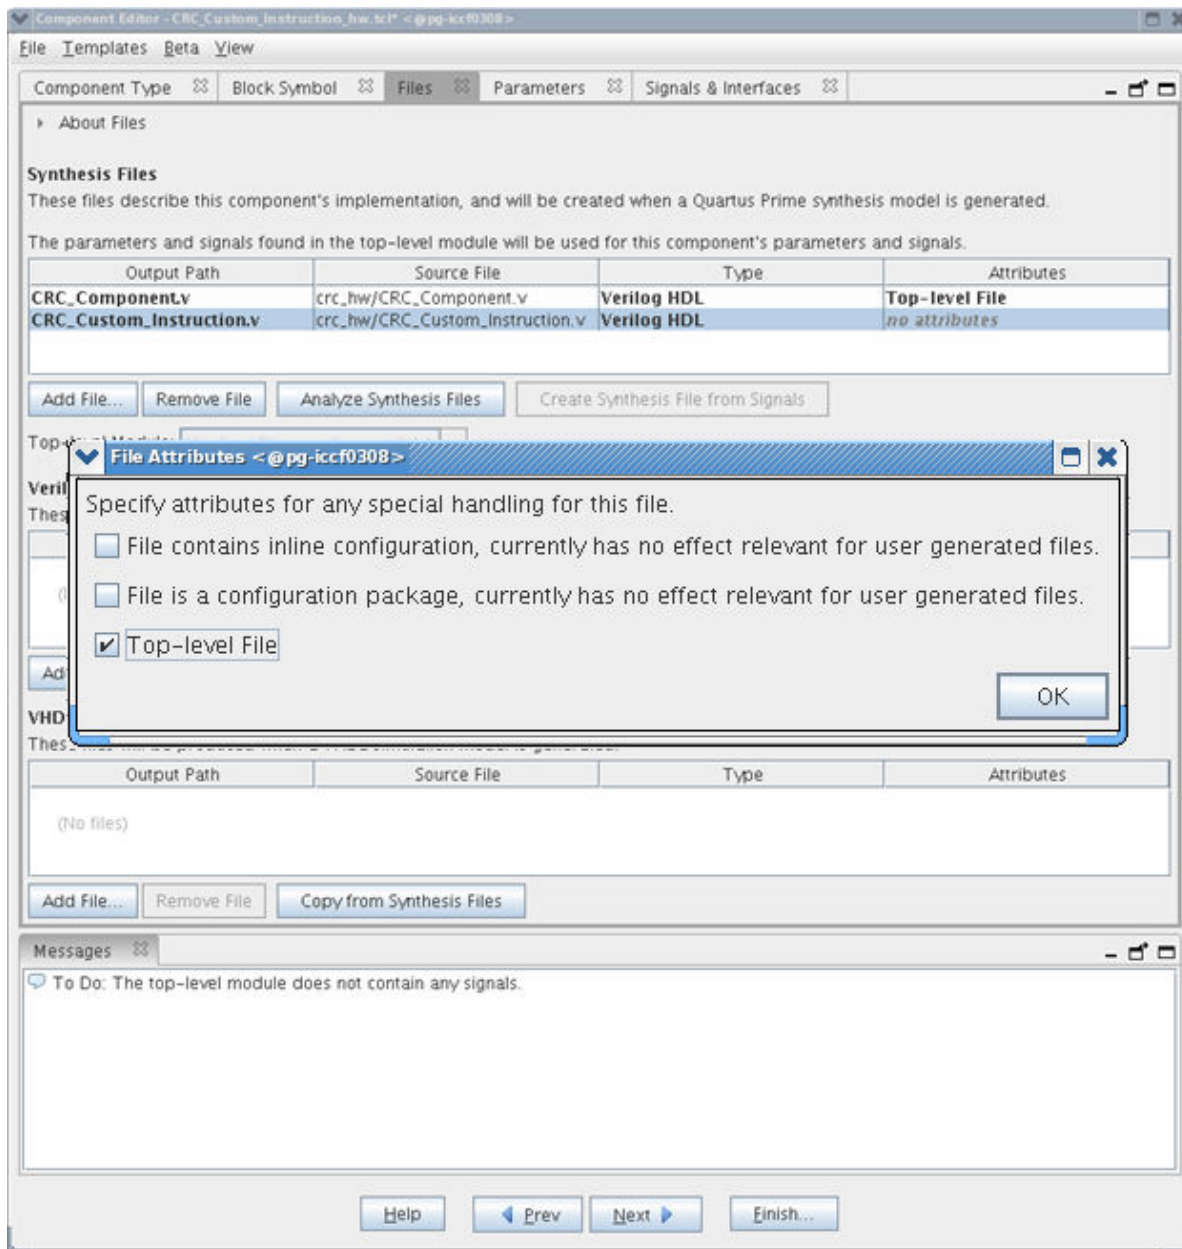 Component Editor - CRC_Custom_Instruction_hw.tcl* <@pg-iccf0308>
File Templates Beta View
Component Type Block Symbol Files Parameters Signals & Interfaces
About Files
Synthesis Files
These files describe this component's implementation, and will be created when a Quartus Prime synthesis model is generated.
The parameters and signals found in the top-level module will be used for this component's parameters and signals.
Output Path Source File Type Attributes
CRC_Component.v crc_hw/CRC_Component.v Verilog HDL Top-level File
CRC_Custom_Instruction.v crc_hw/CRC_Custom_Instruction.v Verilog HDL no attributes
Add File... Remove File Analyze Synthesis Files Create Synthesis File from Signals
File Attributes <@pg-iccf0308>
Specify attributes for any special handling for this file.
File contains inline configuration, currently has no effect relevant for user generated files.
File is a configuration package, currently has no effect relevant for user generated files.
Top-level File
OK
Output Path Source File Type Attributes
(No files)
Add File... Remove File Copy from Synthesis Files
Messages
To Do: The top-level module does not contain any signals.
Help Prev Next Finish...